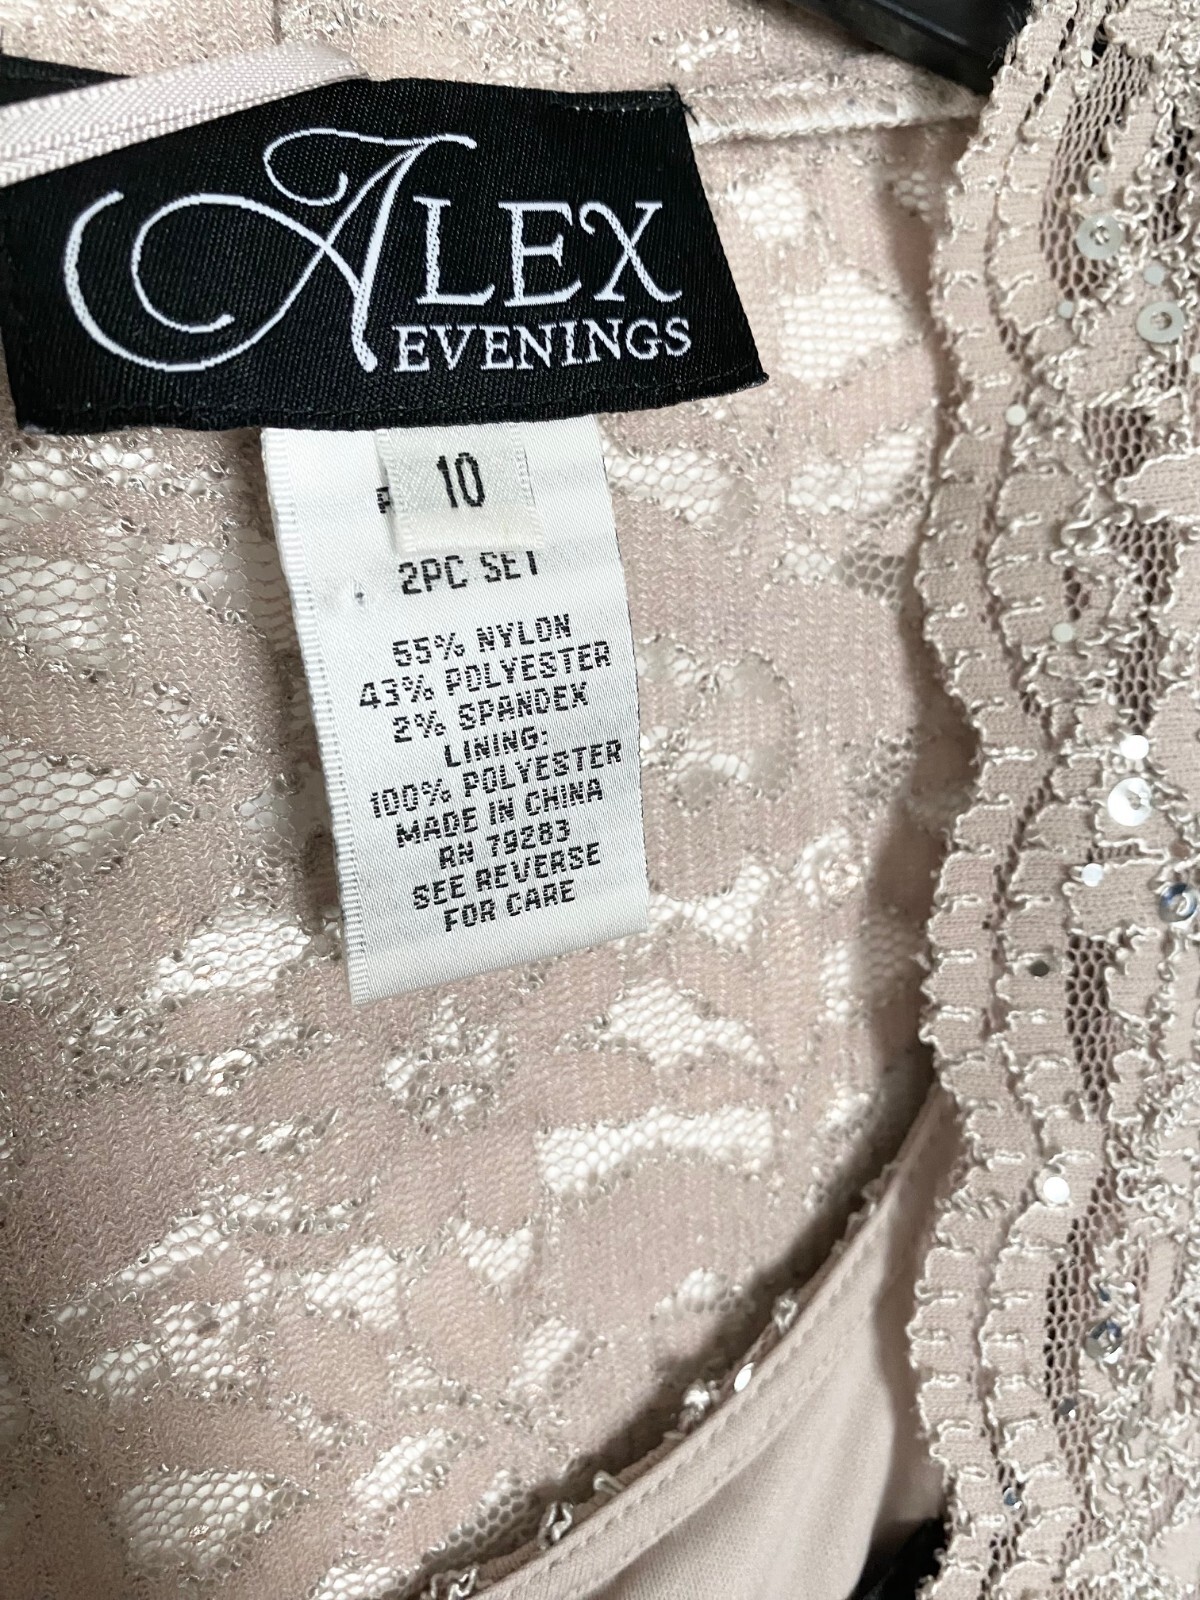 ALEX
EVENINGS
10
2PC SET
55% NYLON
43% POLYESTER
2% SPANDEX
LINING:
100% POLYESTER
MADE IN CHINA
RN 79283
SEE REVERSE
FOR CARE